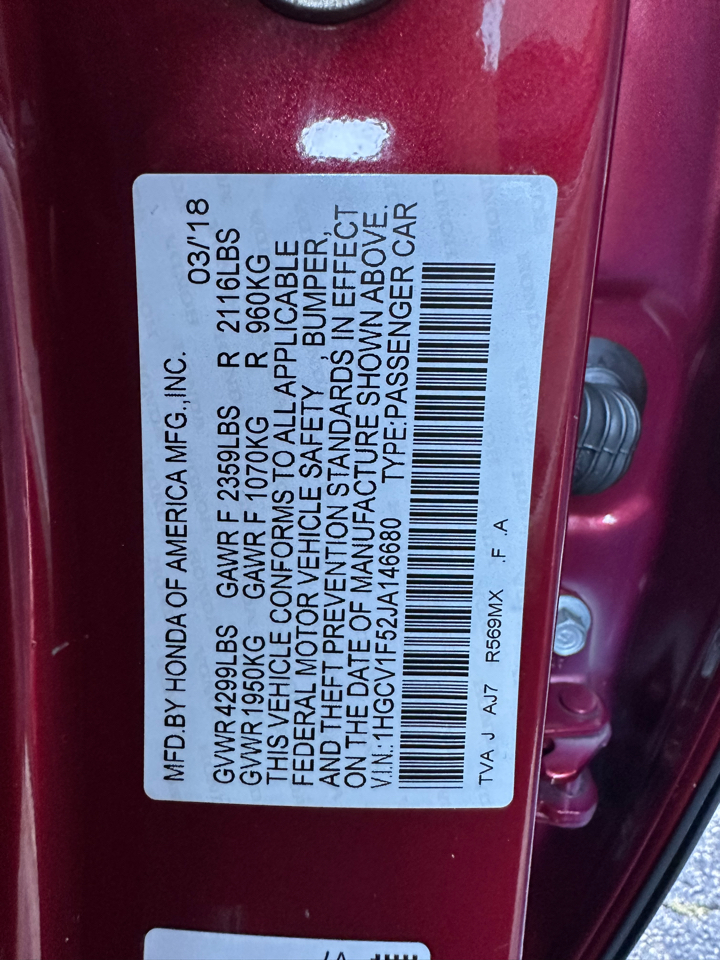 MFD.BY HONDA OF AMERICA MFG.,INC. 03/'18
GVWR 4299LBS GAWR F 2359LBS R 2116LBS
GVWR 1950KG GAWR F 1070KG R 960KG
THIS VEHICLE CONFORMS TO ALL APPLICABLE
FEDERAL MOTOR VEHICLE SAFETY , BUMPER,
AND THEFT PREVENTION STANDARDS IN EFFECT
ON THE DATE OF MANUFACTURE SHOWN ABOVE.
V.I.N.:1HGCV1F52JA146680 TYPE:PASSENGER CAR
TVA J AJ7 R569MX .F .A